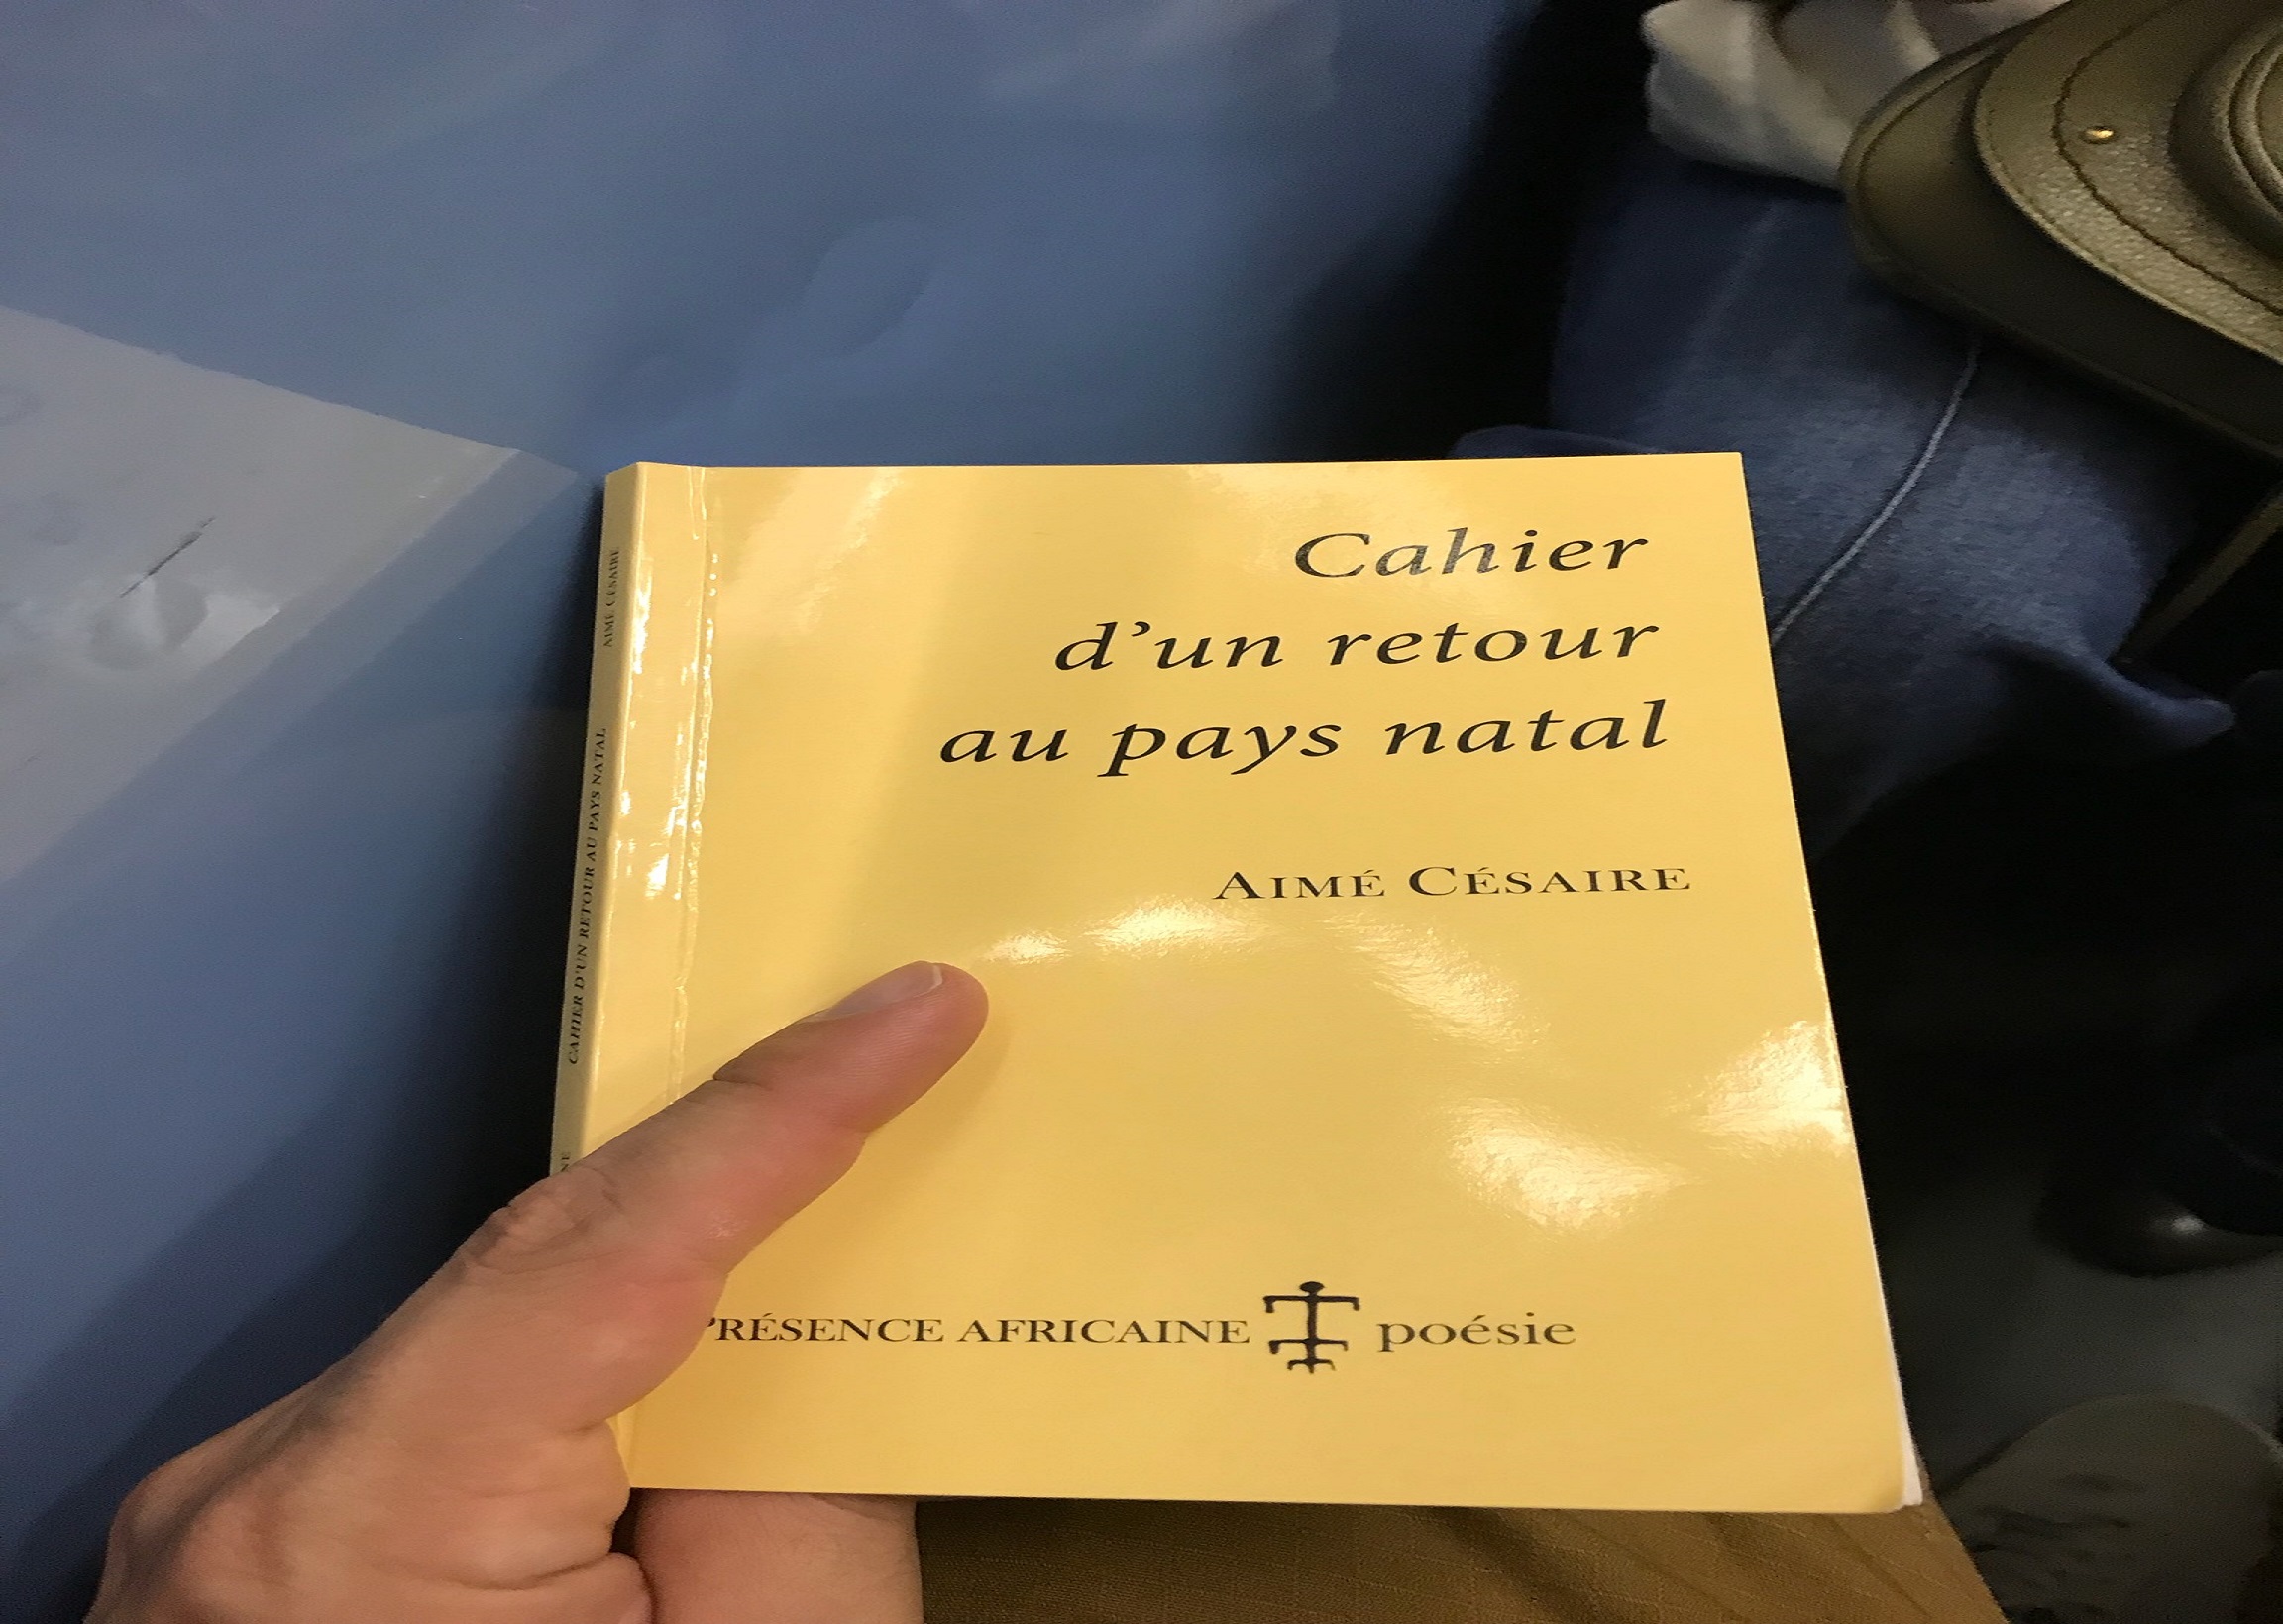 Cahier
d'un retour
au pays natal
AIMÉ CÉSAIRE
PRÉSENCE AFRICAINE poésie
AIMÉ CÉSAIRE
CAHIER D'UN RETOUR AU PAYS NATAL